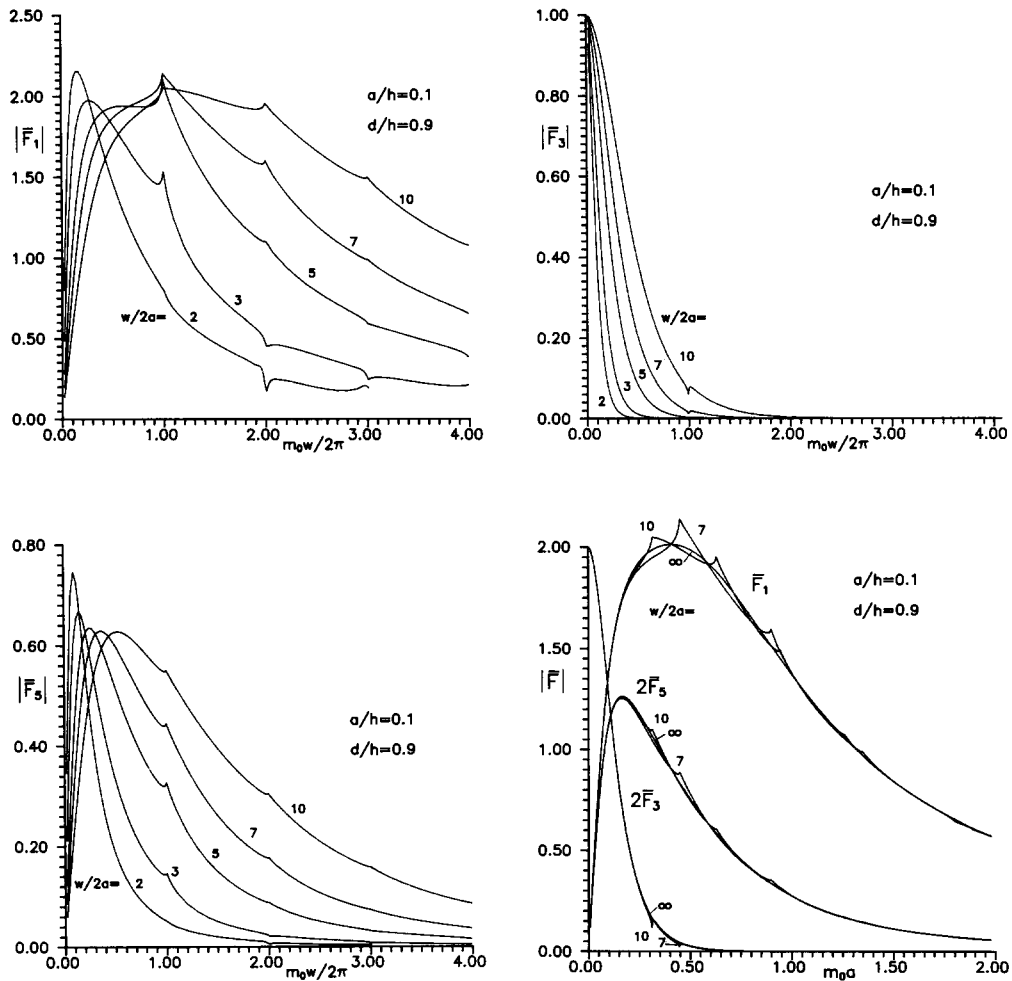 2.50
2.00
|F̅₁|
1.50
1.00
0.50
0.00
a/h=0.1
d/h=0.9
10
7
5
3
w/2a=
2
0.00 1.00 2.00 3.00 4.00
m₀w/2π
1.00
|F̅₃|
0.80
0.60
0.40
0.20
0.00
a/h=0.1
d/h=0.9
w/2a=
10
7
5
3
2
0.00 1.00 2.00 3.00 4.00
m₀w/2π
0.80
0.60
|F̅₅|
0.40
0.20
0.00
a/h=0.1
d/h=0.9
10
7
5
3
w/2a=
2
0.00 1.00 2.00 3.00 4.00
m₀w/2π
2.00
1.50
|F̅|
1.00
0.50
0.00
10
7
∞
F̅₁
a/h=0.1
d/h=0.9
w/2a=
2F̅₅
10
∞
7
2F̅₃
∞
10
7
0.00 0.50 1.00 1.50 2.00
m₀a